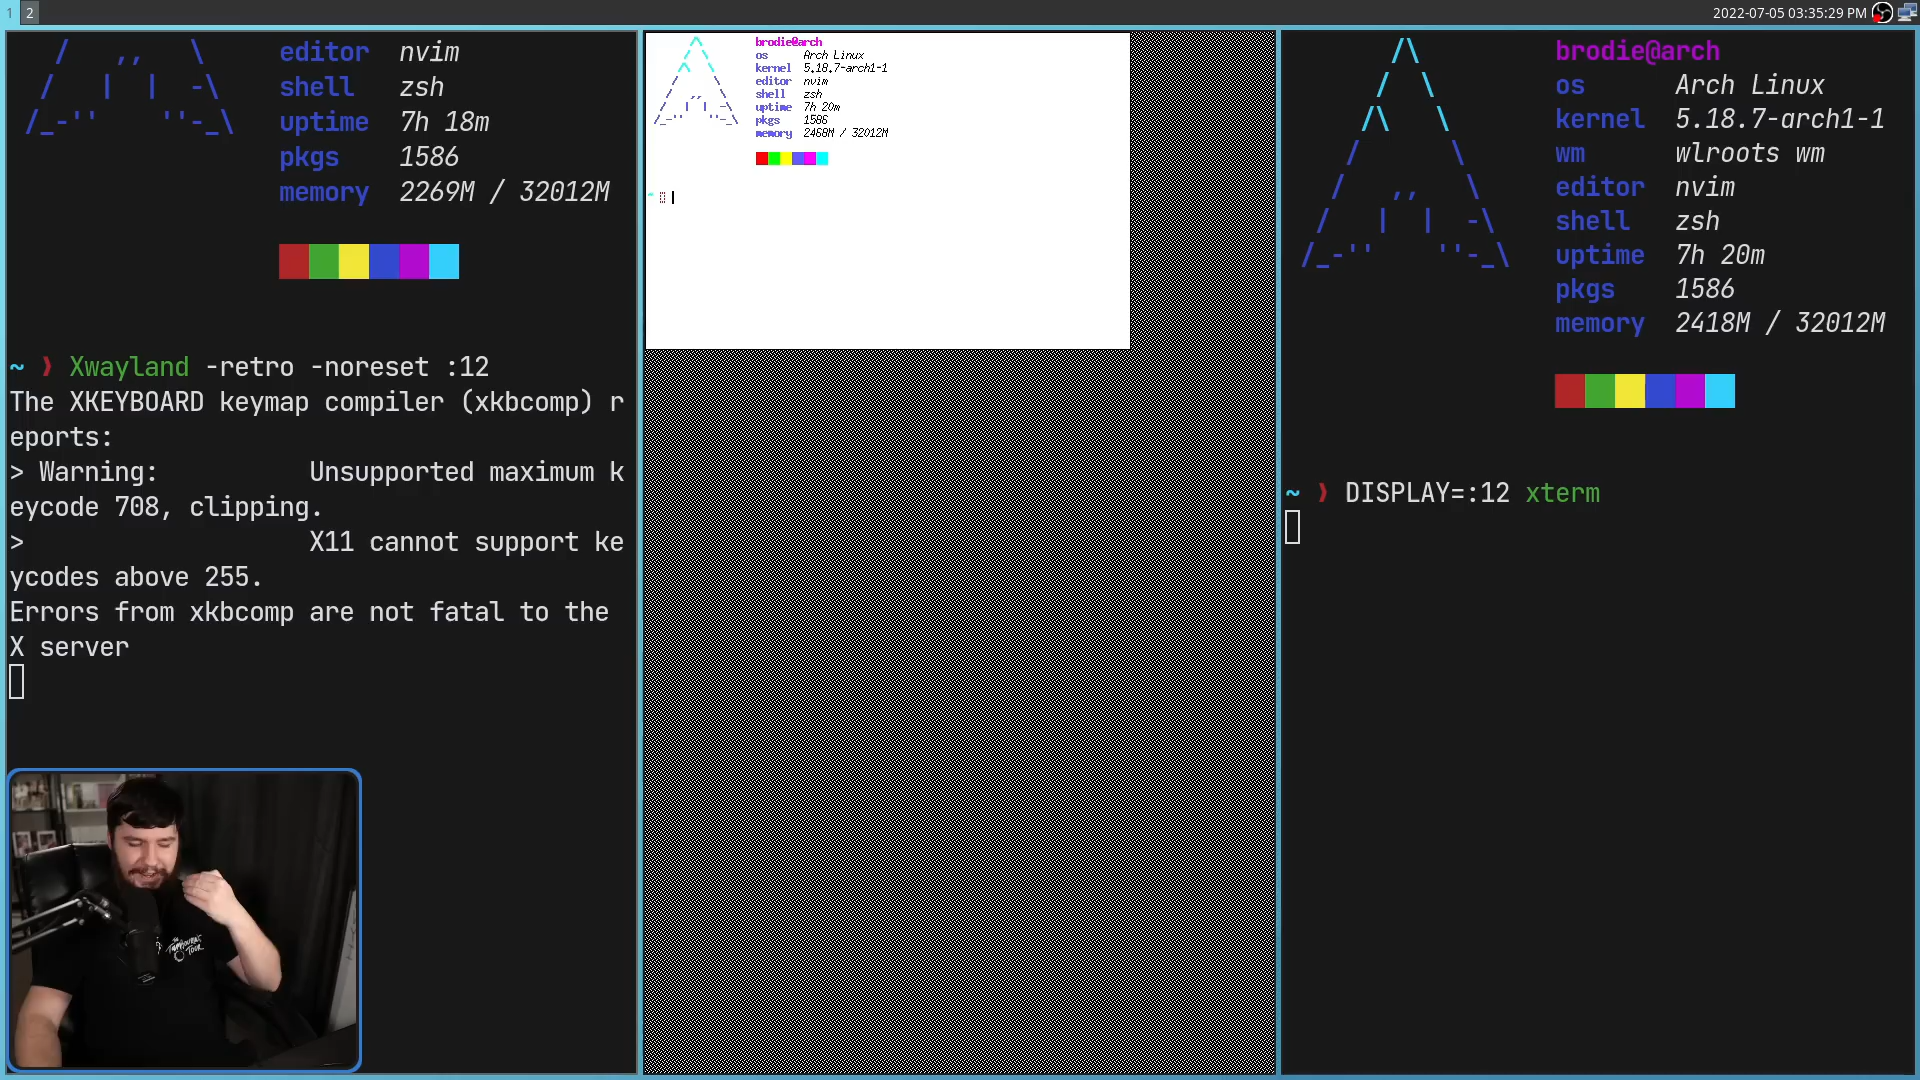 1 2
2022-07-05 03:35:29 PM
editor nvim
shell zsh
uptime 7h 18m
pkgs 1586
memory 2269M / 32012M
~ ❯ Xwayland -retro -noreset :12
The XKEYBOARD keymap compiler (xkbcomp) r
eports:
> Warning:          Unsupported maximum k
eycode 708, clipping.
>                   X11 cannot support ke
ycodes above 255.
Errors from xkbcomp are not fatal to the
X server
brodie@arch
os Arch Linux
kernel 5.18.7-arch1-1
editor nvim
shell zsh
uptime 7h 20m
pkgs 1586
memory 2468M / 32012M
~
brodie@arch
os Arch Linux
kernel 5.18.7-arch1-1
wm wlroots wm
editor nvim
shell zsh
uptime 7h 20m
pkgs 1586
memory 2418M / 32012M
~ ❯ DISPLAY=:12 xterm